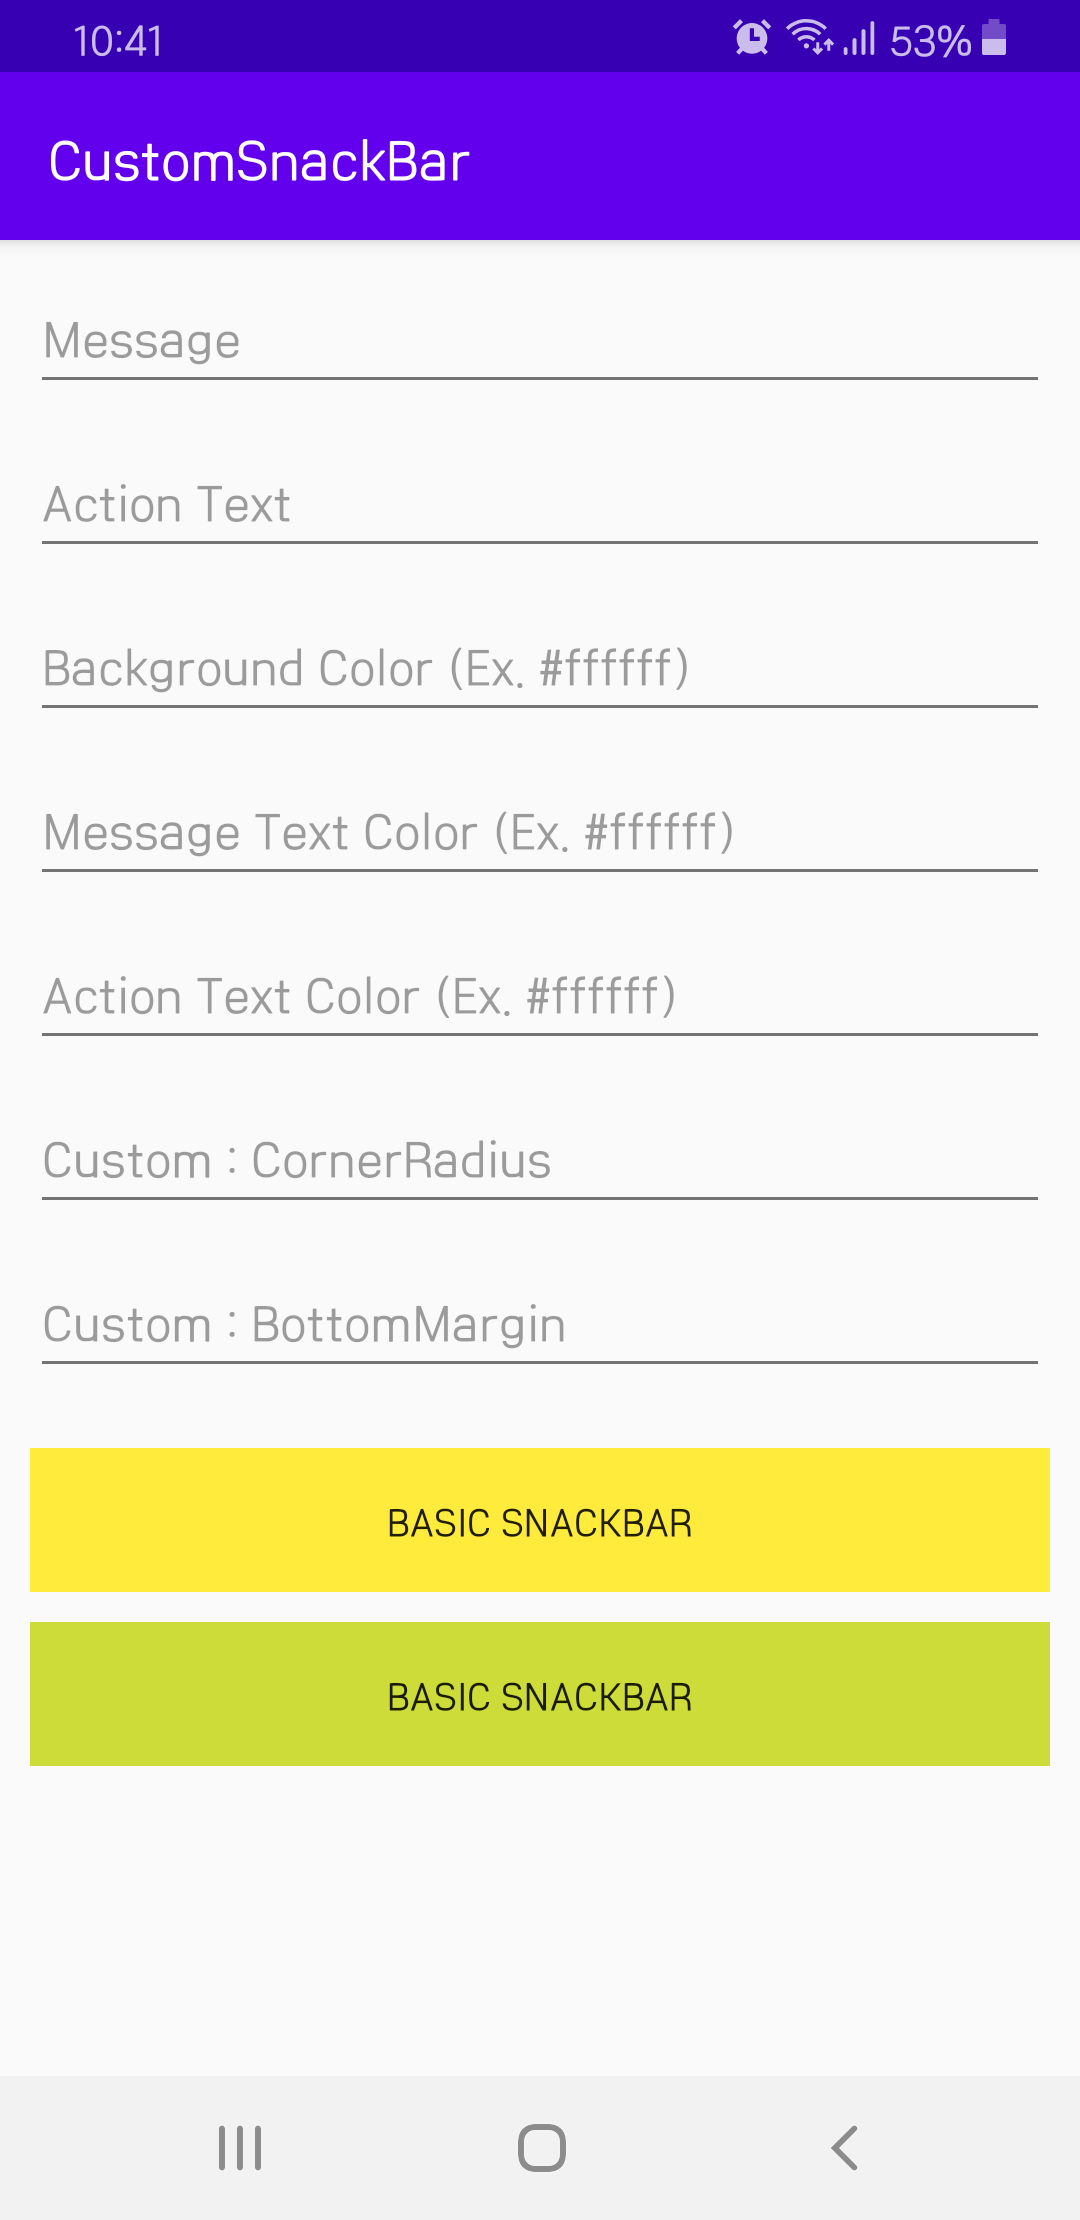 10:41 53%
CustomSnackBar
Message
Action Text
Background Color (Ex. #ffffff)
Message Text Color (Ex. #ffffff)
Action Text Color (Ex. #ffffff)
Custom : CornerRadius
Custom : BottomMargin
BASIC SNACKBAR
BASIC SNACKBAR